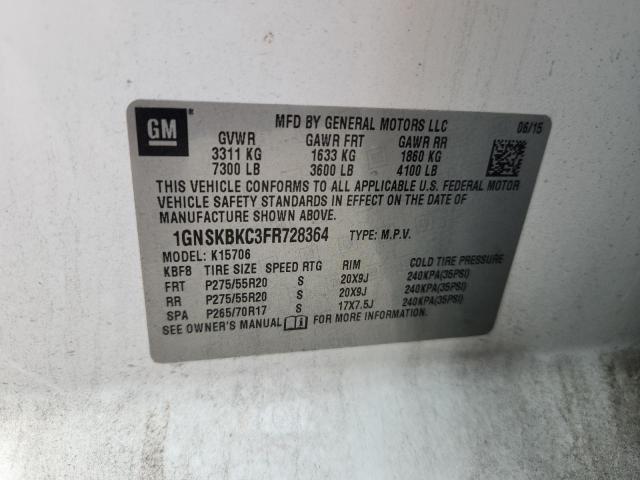 GM
MFD BY GENERAL MOTORS LLC 06/15
GVWR GAWR FRT GAWR RR
3311 KG 1633 KG 1860 KG
7300 LB 3600 LB 4100 LB
THIS VEHICLE CONFORMS TO ALL APPLICABLE U.S. FEDERAL MOTOR
VEHICLE SAFETY STANDARDS IN EFFECT ON THE DATE OF
MANUFACTURE SHOWN ABOVE.
1GNSKBKC3FR728364 TYPE: M.P.V.
MODEL: K15706
KBF8 TIRE SIZE SPEED RTG RIM COLD TIRE PRESSURE
FRT P275/55R20 S 20X9J 240KPA(35PSI)
RR P275/55R20 S 20X9J 240KPA(35PSI)
SPA P265/70R17 S 17X7.5J 240KPA(35PSI)
SEE OWNER'S MANUAL FOR MORE INFORMATION.